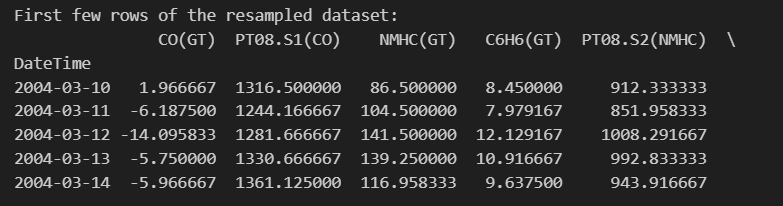 First few rows of the resampled dataset:
CO(GT) PT08.S1(CO) NMHC(GT) C6H6(GT) PT08.S2(NMHC) \
DateTime
2004-03-10 1.966667 1316.500000 86.500000 8.450000 912.333333
2004-03-11 -6.187500 1244.166667 104.500000 7.979167 851.958333
2004-03-12 -14.095833 1281.666667 141.500000 12.129167 1008.291667
2004-03-13 -5.750000 1330.666667 139.250000 10.916667 992.833333
2004-03-14 -5.966667 1361.125000 116.958333 9.637500 943.916667